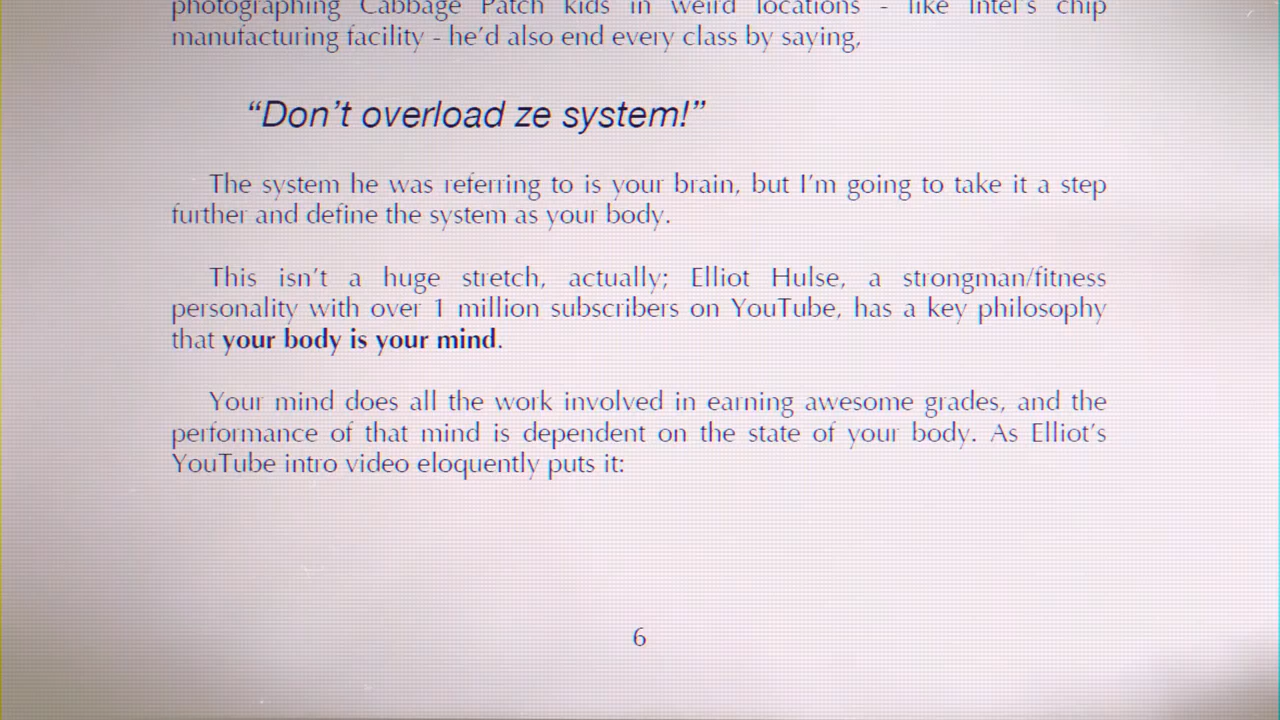 photographing Cabbage Patch kids in weird locations - like Intel's chip
manufacturing facility - he'd also end every class by saying,
“Don't overload ze system!”
The system he was referring to is your brain, but I'm going to take it a step
further and define the system as your body.
This isn't a huge stretch, actually; Elliot Hulse, a strongman/fitness
personality with over 1 million subscribers on YouTube, has a key philosophy
that your body is your mind.
Your mind does all the work involved in earning awesome grades, and the
performance of that mind is dependent on the state of your body. As Elliot's
YouTube intro video eloquently puts it:
6